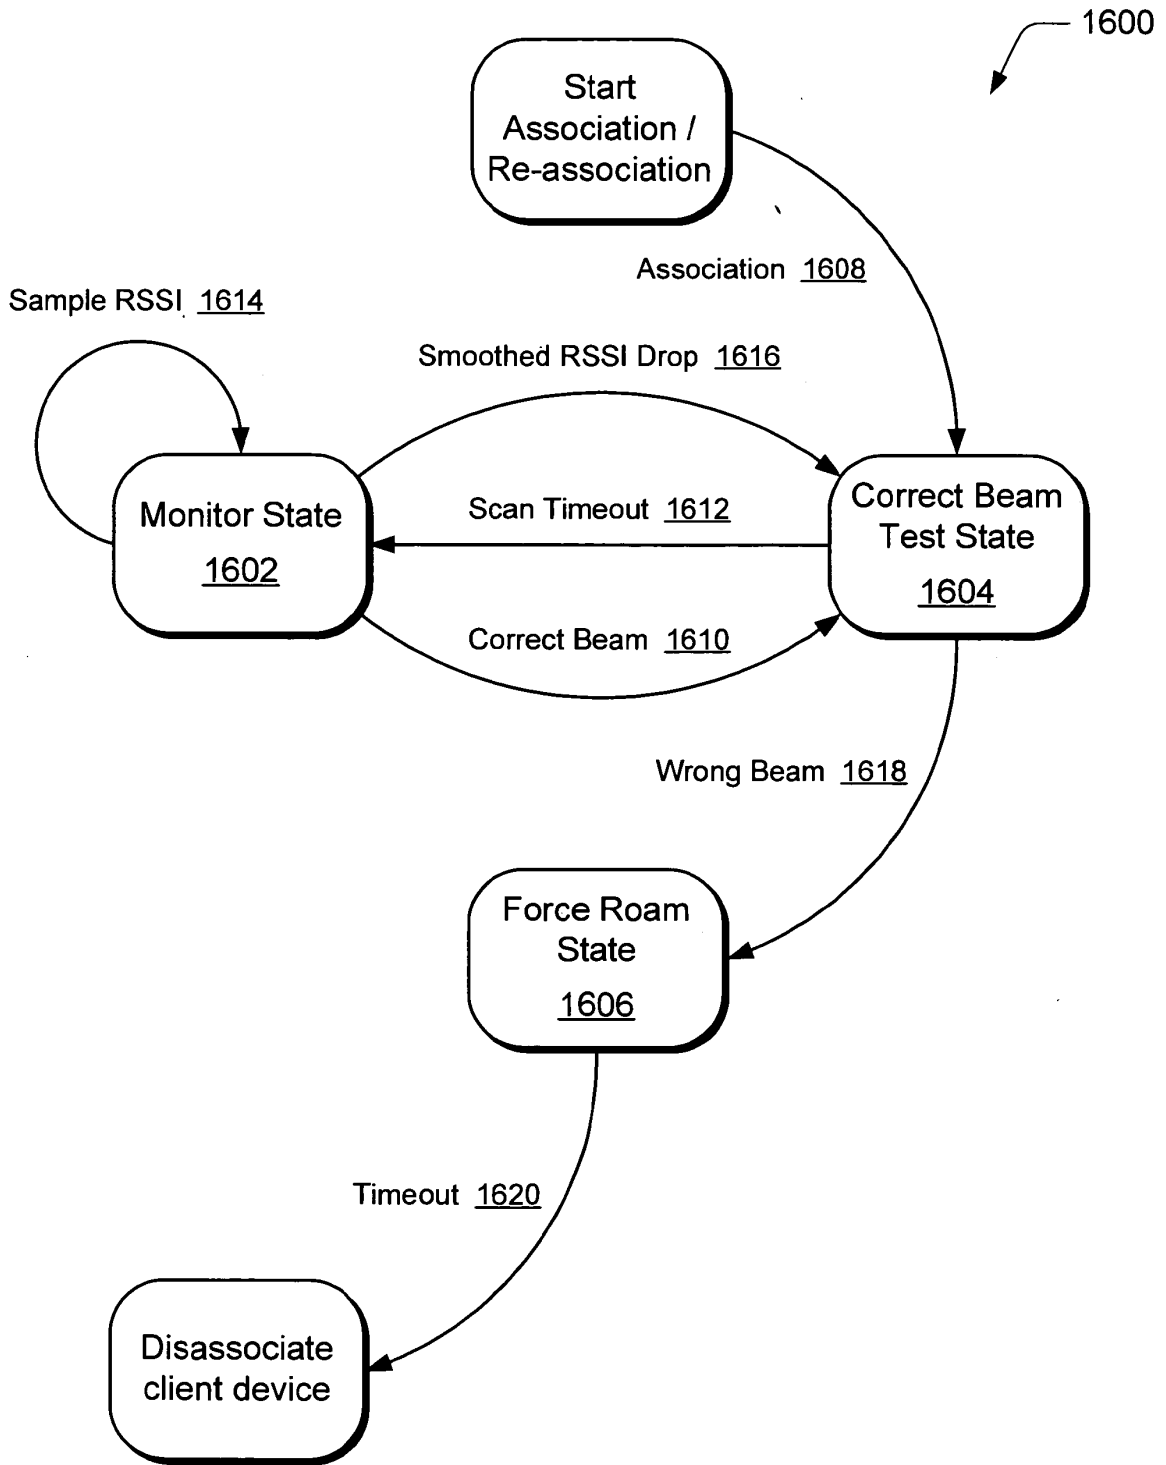 1600
Start
Association /
Re-association
Association 1608
Sample RSSI 1614
Smoothed RSSI Drop 1616
Monitor State
1602
Scan Timeout 1612
Correct Beam
Test State
1604
Correct Beam 1610
Wrong Beam 1618
Force Roam
State
1606
Timeout 1620
Disassociate
client device